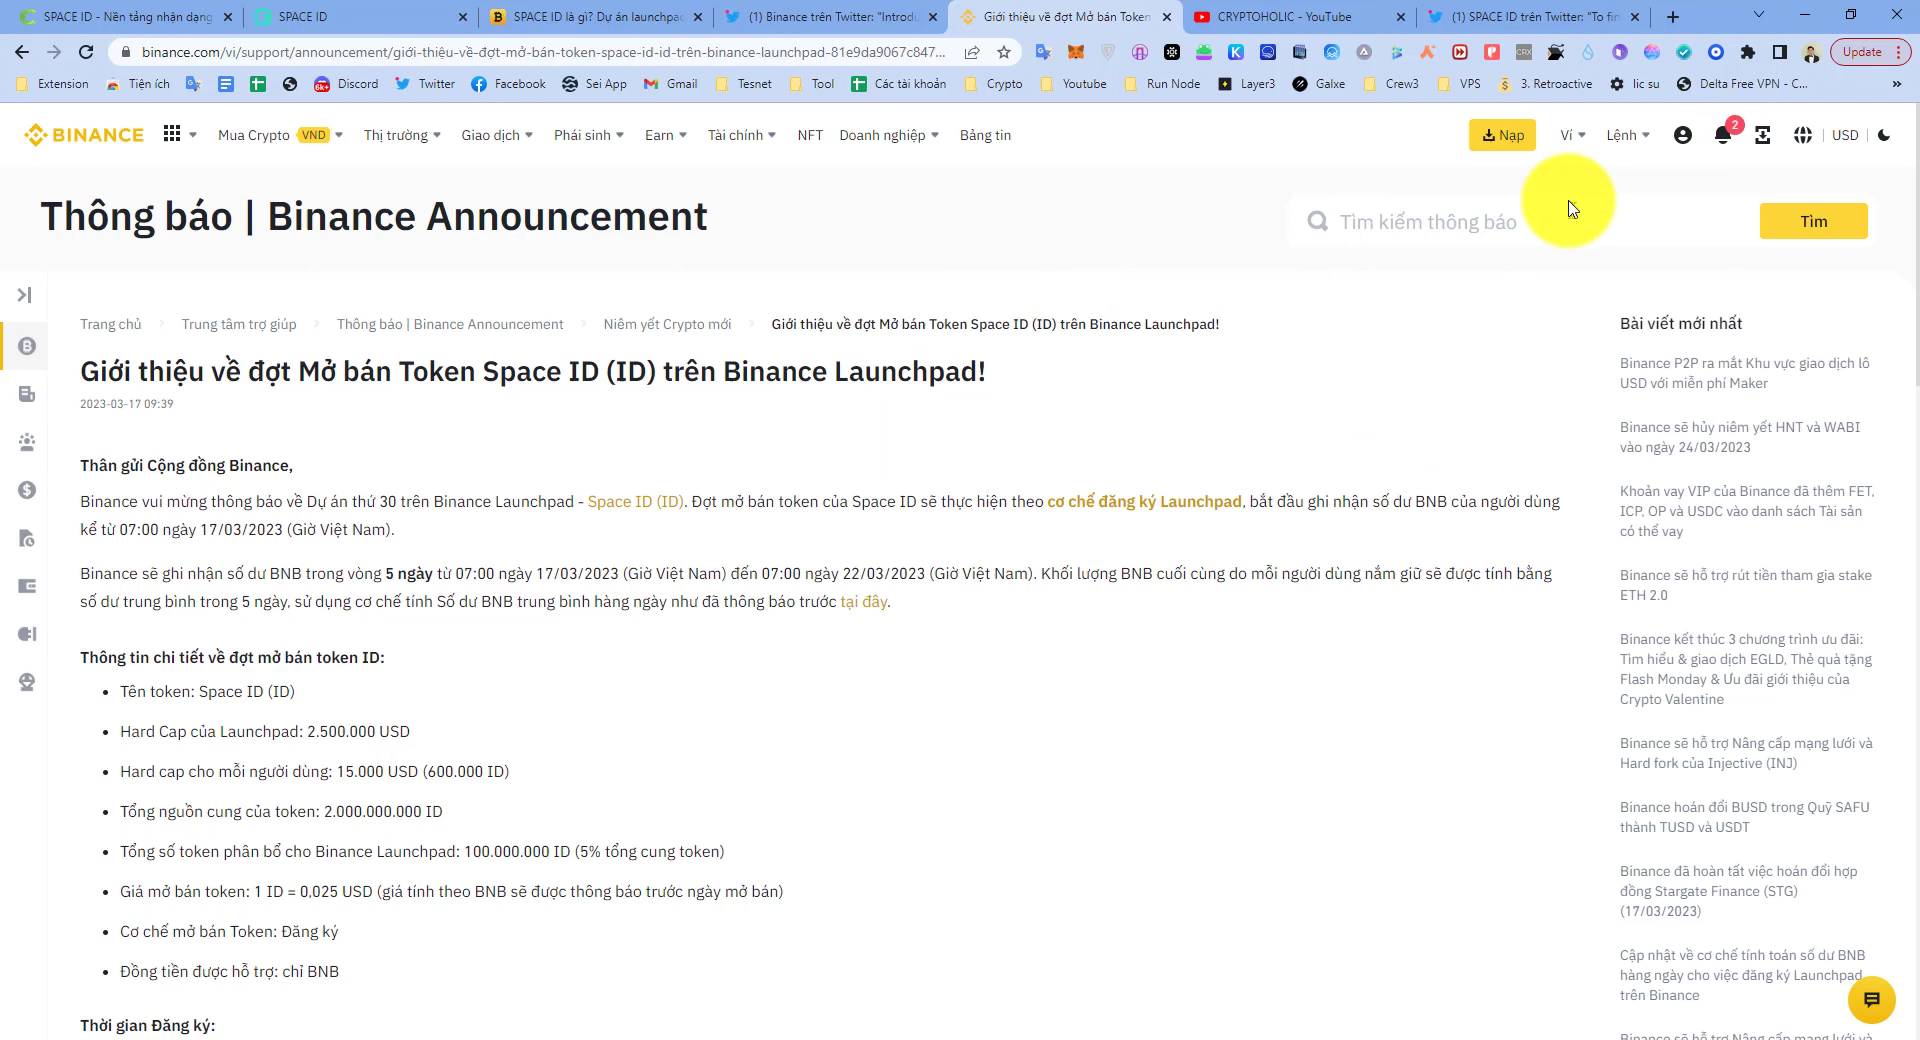 SPACE ID - Nền tảng nhận dạng
SPACE ID
SPACE ID là gì? Dự án launchpad
(1) Binance trên Twitter: "Introdu
Giới thiệu về đợt Mở bán Token
CRYPTOHOLIC - YouTube
(1) SPACE ID trên Twitter: "To fin
binance.com/vi/support/announcement/giới-thiệu-về-đợt-mở-bán-token-space-id-id-trên-binance-launchpad-81e9da9067c847...
Update
Extension
Tiện ích
Discord
Twitter
Facebook
Sei App
Gmail
Tesnet
Tool
Các tài khoản
Crypto
Youtube
Run Node
Layer3
Galxe
Crew3
VPS
3. Retroactive
lic su
Delta Free VPN - C...
»
BINANCE
Mua Crypto VND
Thị trường
Giao dịch
Phái sinh
Earn
Tài chính
NFT
Doanh nghiệp
Bảng tin
Nạp
Ví
Lệnh
2
USD
Thông báo | Binance Announcement
Tìm kiếm thông báo
Tìm
Trang chủ
Trung tâm trợ giúp
Thông báo | Binance Announcement
Niêm yết Crypto mới
Giới thiệu về đợt Mở bán Token Space ID (ID) trên Binance Launchpad!
Giới thiệu về đợt Mở bán Token Space ID (ID) trên Binance Launchpad!
2023-03-17 09:39
Thân gửi Cộng đồng Binance,
Binance vui mừng thông báo về Dự án thứ 30 trên Binance Launchpad - Space ID (ID). Đợt mở bán token của Space ID sẽ thực hiện theo cơ chế đăng ký Launchpad, bắt đầu ghi nhận số dư BNB của người dùng
kể từ 07:00 ngày 17/03/2023 (Giờ Việt Nam).
Binance sẽ ghi nhận số dư BNB trong vòng 5 ngày từ 07:00 ngày 17/03/2023 (Giờ Việt Nam) đến 07:00 ngày 22/03/2023 (Giờ Việt Nam). Khối lượng BNB cuối cùng do mỗi người dùng nắm giữ sẽ được tính bằng
số dư trung bình trong 5 ngày, sử dụng cơ chế tính Số dư BNB trung bình hàng ngày như đã thông báo trước tại đây.
Thông tin chi tiết về đợt mở bán token ID:
• Tên token: Space ID (ID)
• Hard Cap của Launchpad: 2.500.000 USD
• Hard cap cho mỗi người dùng: 15.000 USD (600.000 ID)
• Tổng nguồn cung của token: 2.000.000.000 ID
• Tổng số token phân bổ cho Binance Launchpad: 100.000.000 ID (5% tổng cung token)
• Giá mở bán token: 1 ID = 0,025 USD (giá tính theo BNB sẽ được thông báo trước ngày mở bán)
• Cơ chế mở bán Token: Đăng ký
• Đồng tiền được hỗ trợ: chỉ BNB
Thời gian Đăng ký:
Bài viết mới nhất
Binance P2P ra mắt Khu vực giao dịch lô
USD với miễn phí Maker
Binance sẽ hủy niêm yết HNT và WABI
vào ngày 24/03/2023
Khoản vay VIP của Binance đã thêm FET,
ICP, OP và USDC vào danh sách Tài sản
có thể vay
Binance sẽ hỗ trợ rút tiền tham gia stake
ETH 2.0
Binance kết thúc 3 chương trình ưu đãi:
Tìm hiểu & giao dịch EGLD, Thẻ quà tặng
Flash Monday & Ưu đãi giới thiệu của
Crypto Valentine
Binance sẽ hỗ trợ Nâng cấp mạng lưới và
Hard fork của Injective (INJ)
Binance hoán đổi BUSD trong Quỹ SAFU
thành TUSD và USDT
Binance đã hoàn tất việc hoán đổi hợp
đồng Stargate Finance (STG)
(17/03/2023)
Cập nhật về cơ chế tính toán số dư BNB
hàng ngày cho việc đăng ký Launchpad
trên Binance
Binance sẽ hỗ trợ Nâng cấp mạng lưới và